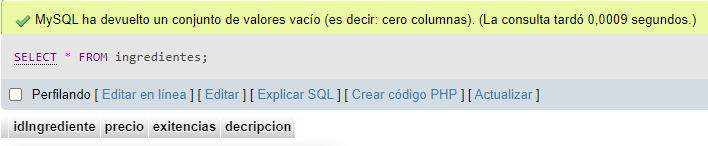 MySQL ha devuelto un conjunto de valores vacío (es decir: cero columnas). (La consulta tardó 0,0009 segundos.)
SELECT * FROM ingredientes;
Perfilando [ Editar en línea ] [ Editar ] [ Explicar SQL ] [ Crear código PHP ] [ Actualizar ]
idIngrediente precio exitencias decripcion